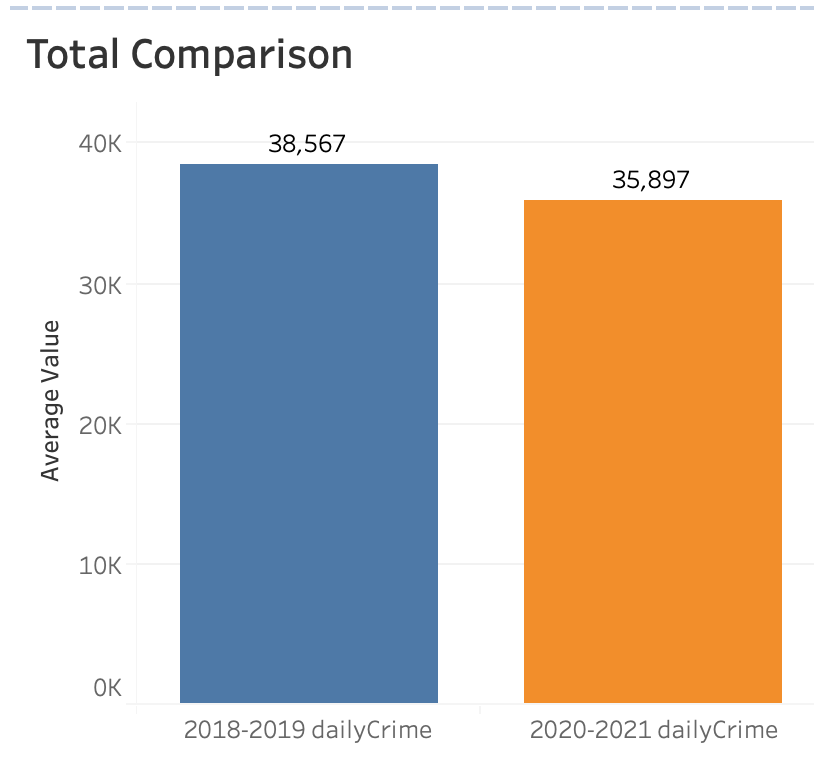 Total Comparison
40K
38,567
35,897
30K
Average Value
20K
10K
0K
2018-2019 dailyCrime
2020-2021 dailyCrime